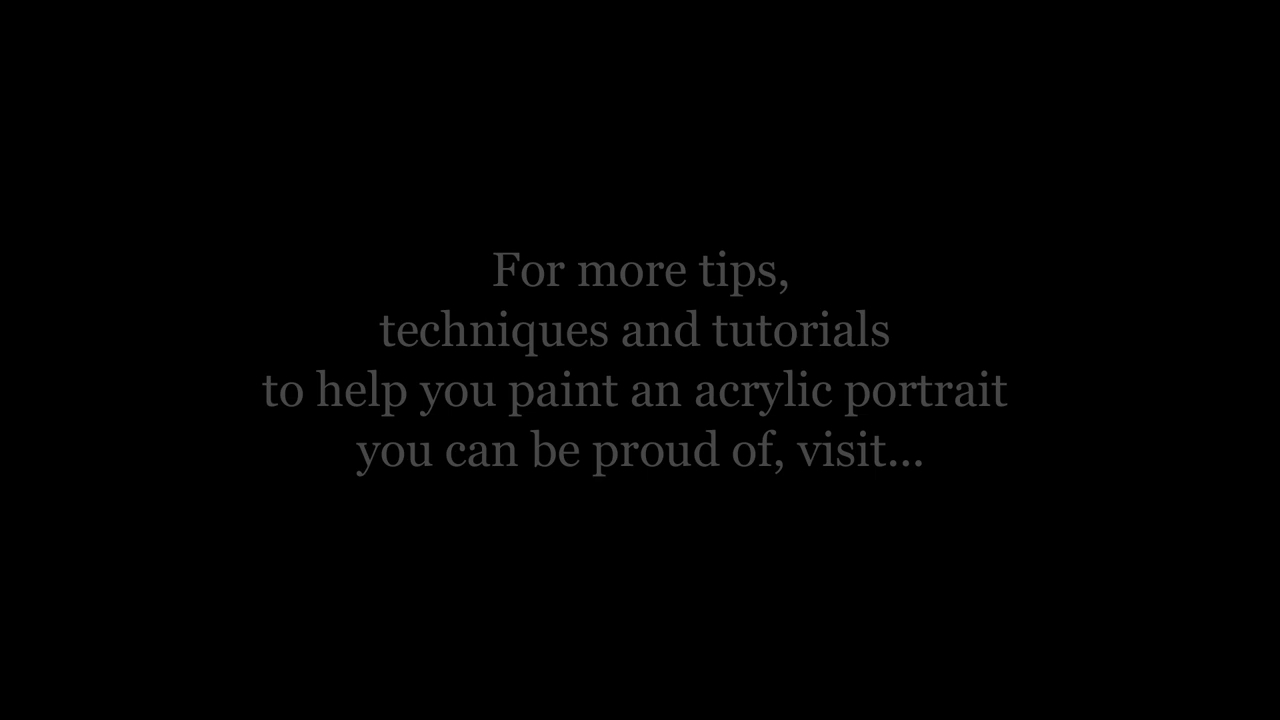 For more tips,
techniques and tutorials
to help you paint an acrylic portrait
you can be proud of, visit...